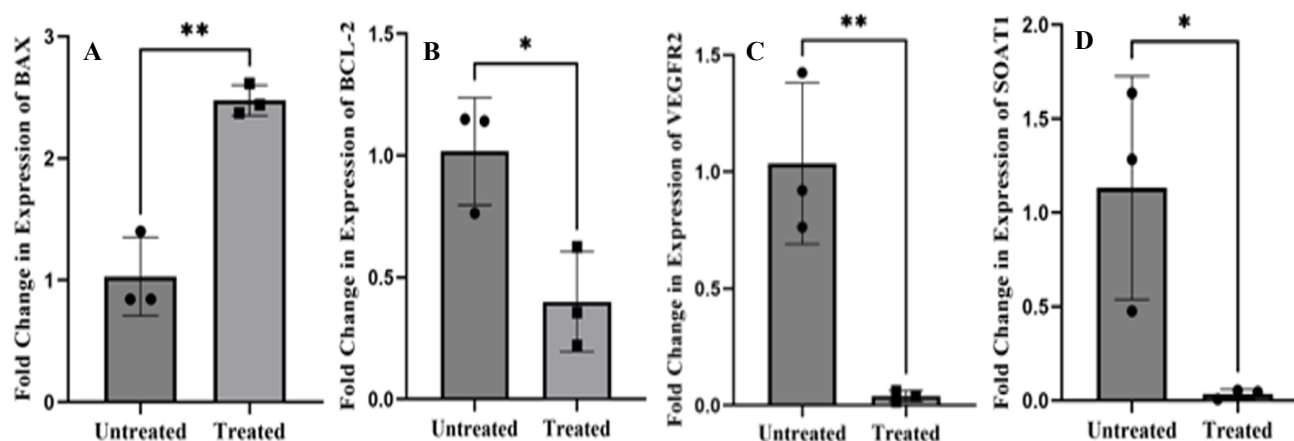 A
**
Fold Change in Expression of BAX
3
2
1
0
Untreated Treated
B
*
Fold Change in Expression of BCL-2
1.5
1.0
0.5
0.0
Untreated Treated
C
**
Fold Change in Expression of VEGFR2
1.5
1.0
0.5
0.0
Untreated Treated
D
*
Fold Change in Expression of SOAT1
2.0
1.5
1.0
0.5
0.0
Untreated Treated